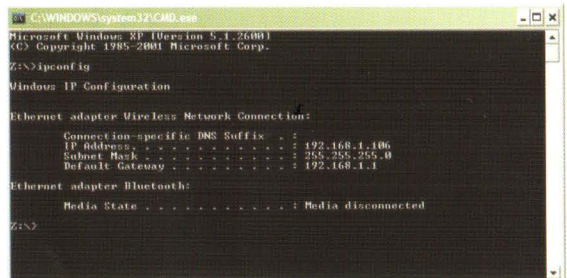 C:\WINDOWS\system32\CMD.exe
Microsoft Windows XP [Version 5.1.2600]
(C) Copyright 1985-2001 Microsoft Corp.
Z:\>ipconfig
Windows IP Configuration
Ethernet adapter Wireless Network Connection:
Connection-specific DNS Suffix . :
IP Address. . . . . . . . . . . . : 192.168.1.106
Subnet Mask . . . . . . . . . . . : 255.255.255.0
Default Gateway . . . . . . . . . : 192.168.1.1
Ethernet adapter Bluetooth:
Media State . . . . . . . . . . . : Media disconnected
Z:\>